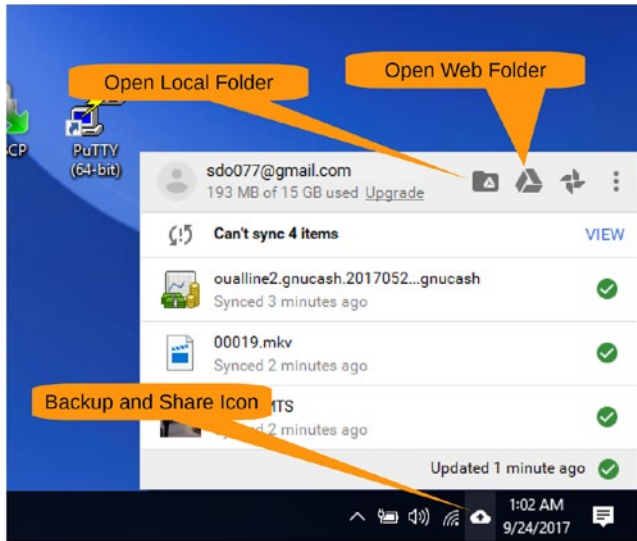 Open Local Folder
Open Web Folder
CP
PuTTY
(64-bit)
sdo077@gmail.com
193 MB of 15 GB used Upgrade
Can't sync 4 items VIEW
oualline2.gnucash.2017052...gnucash
Synced 3 minutes ago
00019.mkv
Synced 2 minutes ago
Backup and Share Icon
MTS
2 minutes ago
Updated 1 minute ago
1:02 AM
9/24/2017